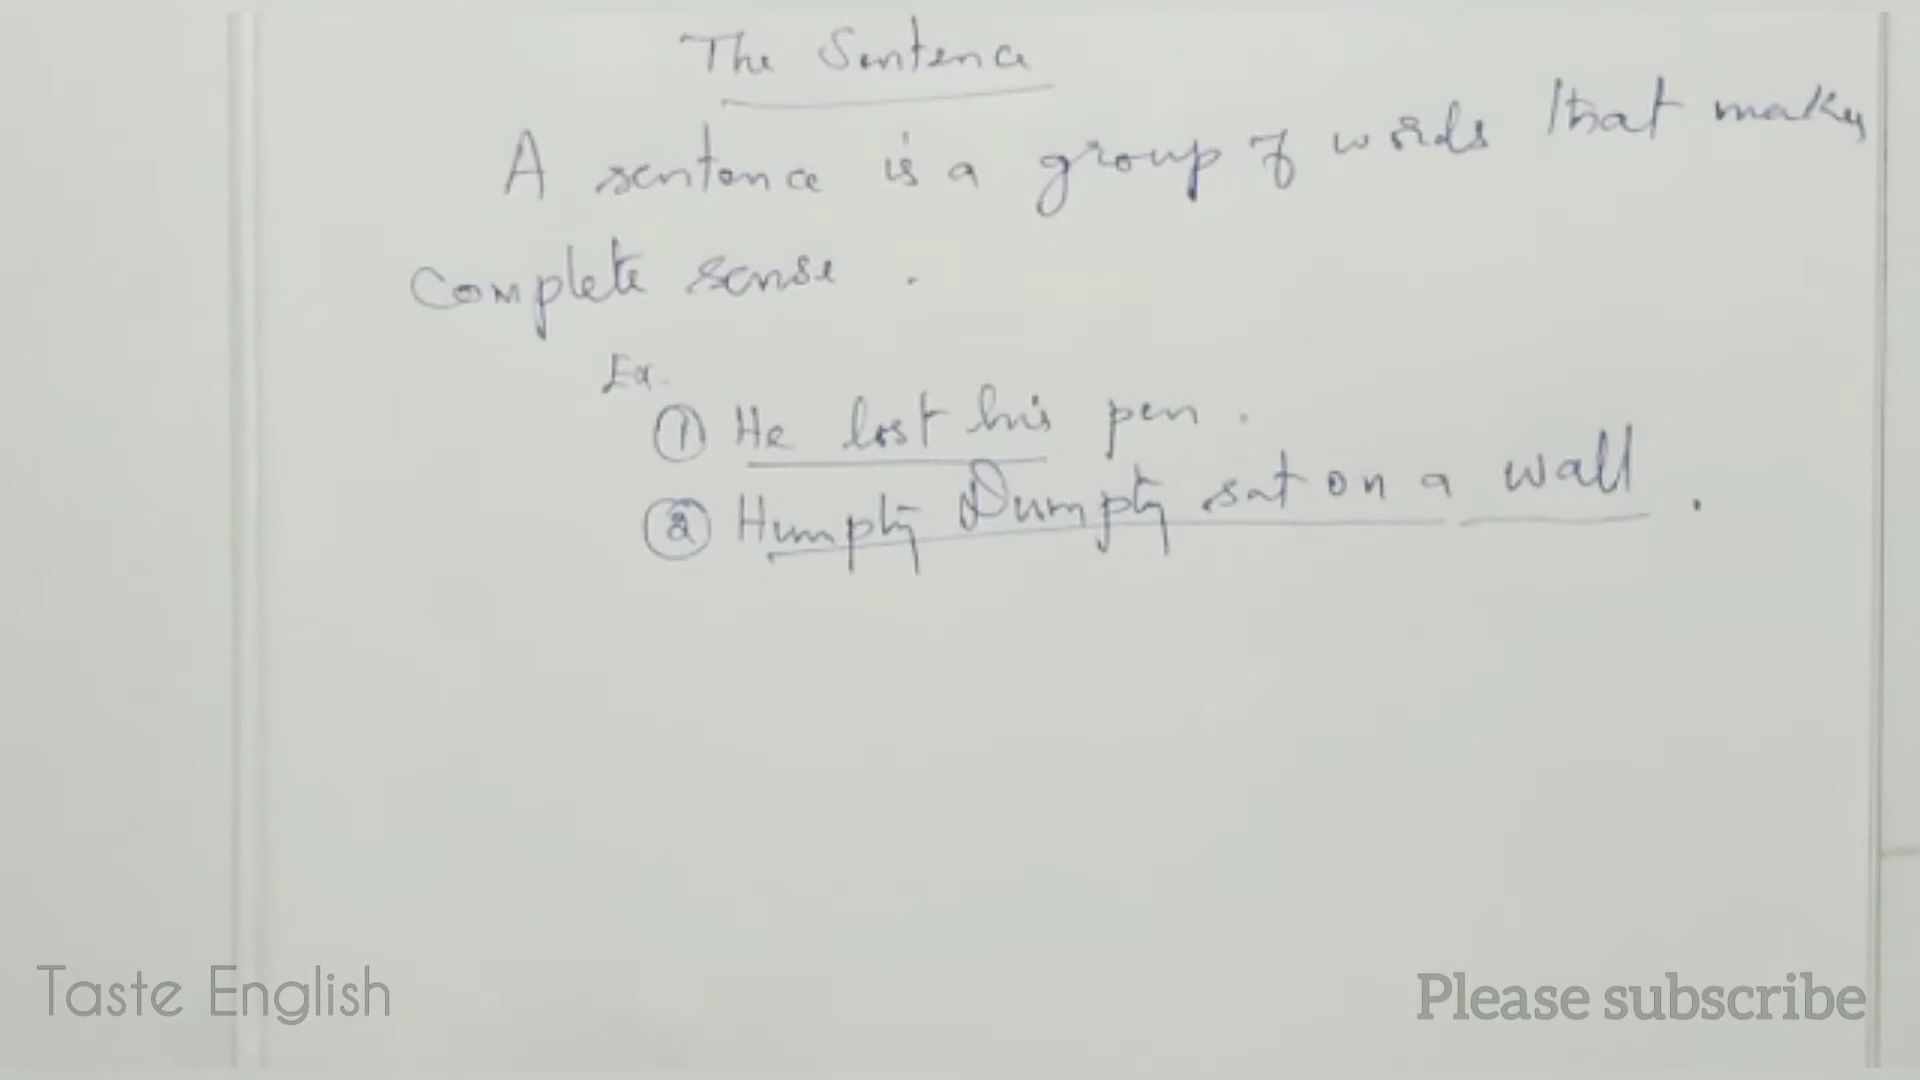 The Sentence
A sentence is a group of words that makes
complete sense .
Ex.
① He lost his pen .
② Humpty Dumpty sat on a wall .
Taste English
Please subscribe